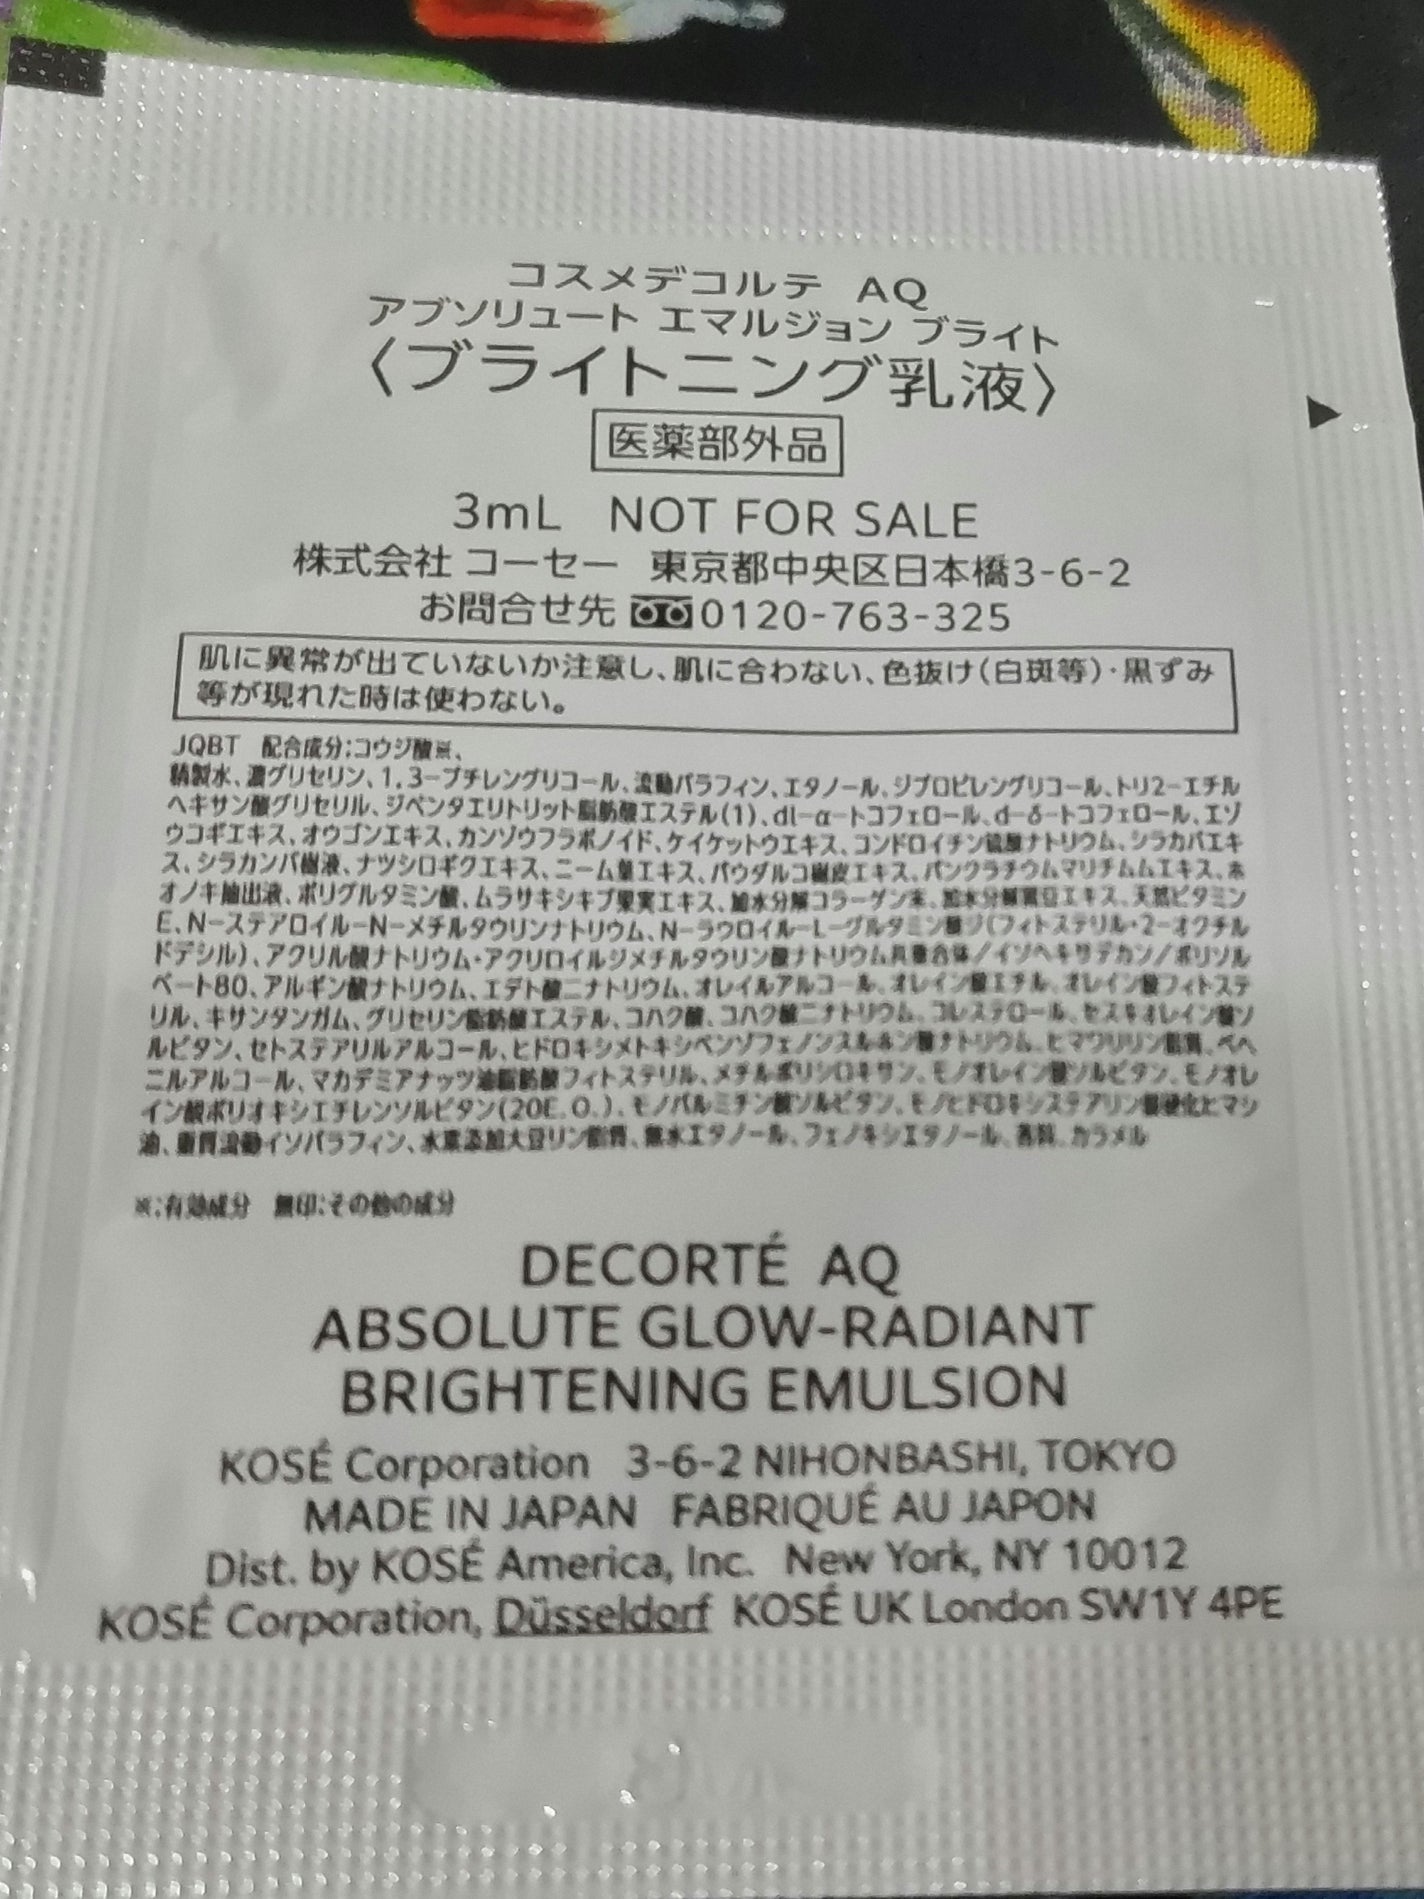 コスメデコルテ AQ
アブソリュート エマルジョン ブライト
〈ブライトニング乳液〉
医薬部外品
3mL NOT FOR SALE
株式会社 コーセー 東京都中央区日本橋3-6-2
お問合せ先 0120-763-325
肌に異常が出ていないか注意し、肌に合わない、色抜け(白斑等)・黒ずみ
等が現れた時は使わない。
JQBT 配合成分:コウジ酸※、
精製水、濃グリセリン、1,3-ブチレングリコール、流動パラフィン、エタノール、ジプロピレングリコール、トリ2-エチル
ヘキサン酸グリセリル、ジペンタエリトリット脂肪酸エステル(1)、dl-α-トコフェロール、d-δ-トコフェロール、エゾ
ウコギエキス、オウゴンエキス、カンゾウフラボノイド、ケイケットウエキス、コンドロイチン硫酸ナトリウム、シラカバエキ
ス、シラカンバ樹液、ナツシロギクエキス、ニーム葉エキス、パウダルコ樹皮エキス、パンクラチウムマリチムムエキス、ホ
オノキ抽出液、ポリグルタミン酸、ムラサキシキブ果実エキス、加水分解コラーゲン末、加水分解黒豆エキス、天然ビタミン
E、N-ステアロイル-N-メチルタウリンナトリウム、N-ラウロイル-L-グルタミン酸ジ(フィトステリル・2-オクチル
ドデシル)、アクリル酸ナトリウム・アクリロイルジメチルタウリン酸ナトリウム共重合体/イソヘキサデカン/ポリソル
ベート80、アルギン酸ナトリウム、エデト酸二ナトリウム、オレイルアルコール、オレイン酸エチル、オレイン酸フィトステ
リル、キサンタンガム、グリセリン脂肪酸エステル、コハク酸、コハク酸二ナトリウム、コレステロール、セスキオレイン酸ソ
ルビタン、セトステアリルアルコール、ヒドロキシメトキシベンゾフェノンスルホン酸ナトリウム、ヒマワリリン脂質、ベヘ
ニルアルコール、マカデミアナッツ油脂肪酸フィトステリル、メチルポリシロキサン、モノオレイン酸ソルビタン、モノオレ
イン酸ポリオキシエチレンソルビタン(20E.O.)、モノパルミチン酸ソルビタン、モノヒドロキシステアリン酸硬化ヒマシ
油、重質流動イソパラフィン、水素添加大豆リン脂質、無水エタノール、フェノキシエタノール、香料、カラメル
※:有効成分 無印:その他の成分
DECORTÉ AQ
ABSOLUTE GLOW-RADIANT
BRIGHTENING EMULSION
KOSÉ Corporation 3-6-2 NIHONBASHI, TOKYO
MADE IN JAPAN FABRIQUÉ AU JAPON
Dist. by KOSÉ America, Inc. New York, NY 10012
KOSÉ Corporation, Düsseldorf KOSÉ UK London SW1Y 4PE